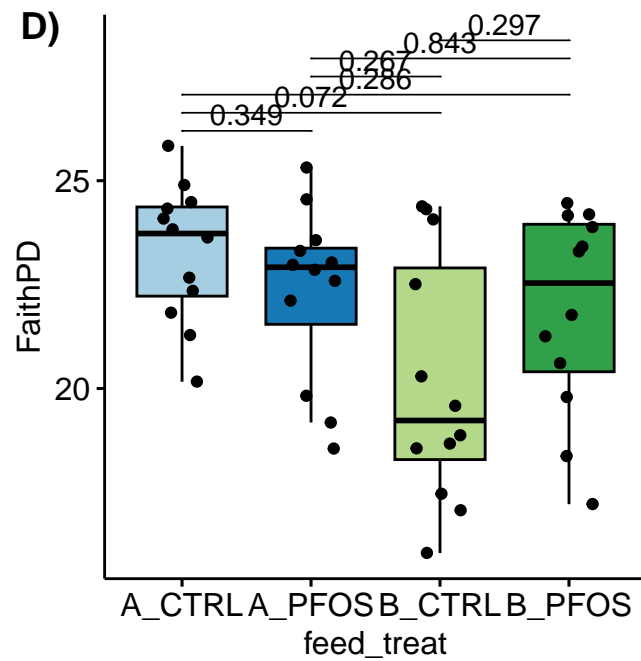 D)
0.297
0.843
0.267
0.286
0.072
0.349
25
20
FaithPD
A_CTRL A_PFOS B_CTRL B_PFOS
feed_treat